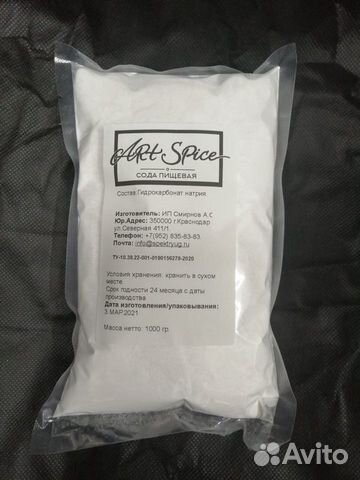 Art Spice
СОДА ПИЩЕВАЯ
Состав:Гидрокарбонат натрия.
Изготовитель: ИП Смирнов А.С
Юр.Адрес: 350000 г.Краснодар
ул.Северная 411/1
Телефон: +7(952) 835-83-83.
Почта: info@spektryug.ru
ТУ-10.38.22-001-0190156279-2020
Условия хранения: хранить в сухом
месте
Срок годности 24 месяца с даты
производства
Дата изготовления/упаковывания:
3.МАР.2021
Масса нетто: 1000 гр.
Avito